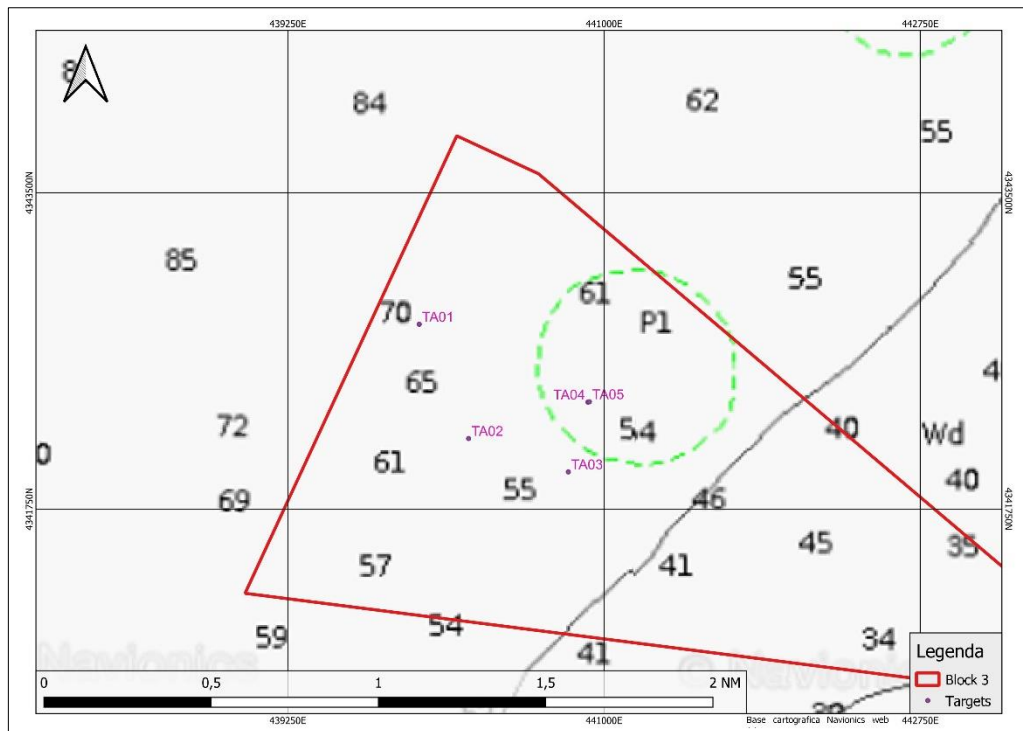 439250E 441000E 442750E
84 62
55
4343500N 4343500N
85 61 55
P1
70 TA01
65
TA04 TA05
72 54 40 Wd
TA02
61 TA03
55 40
69 46
4341750N 4341750N
57 41 45 35
59 54 41 34
Navionics © Navionics
Legenda
Block 3
Targets
0 0,5 1 1,5 2 NM
Base cartografica Navionics web
439250E 441000E 442750E